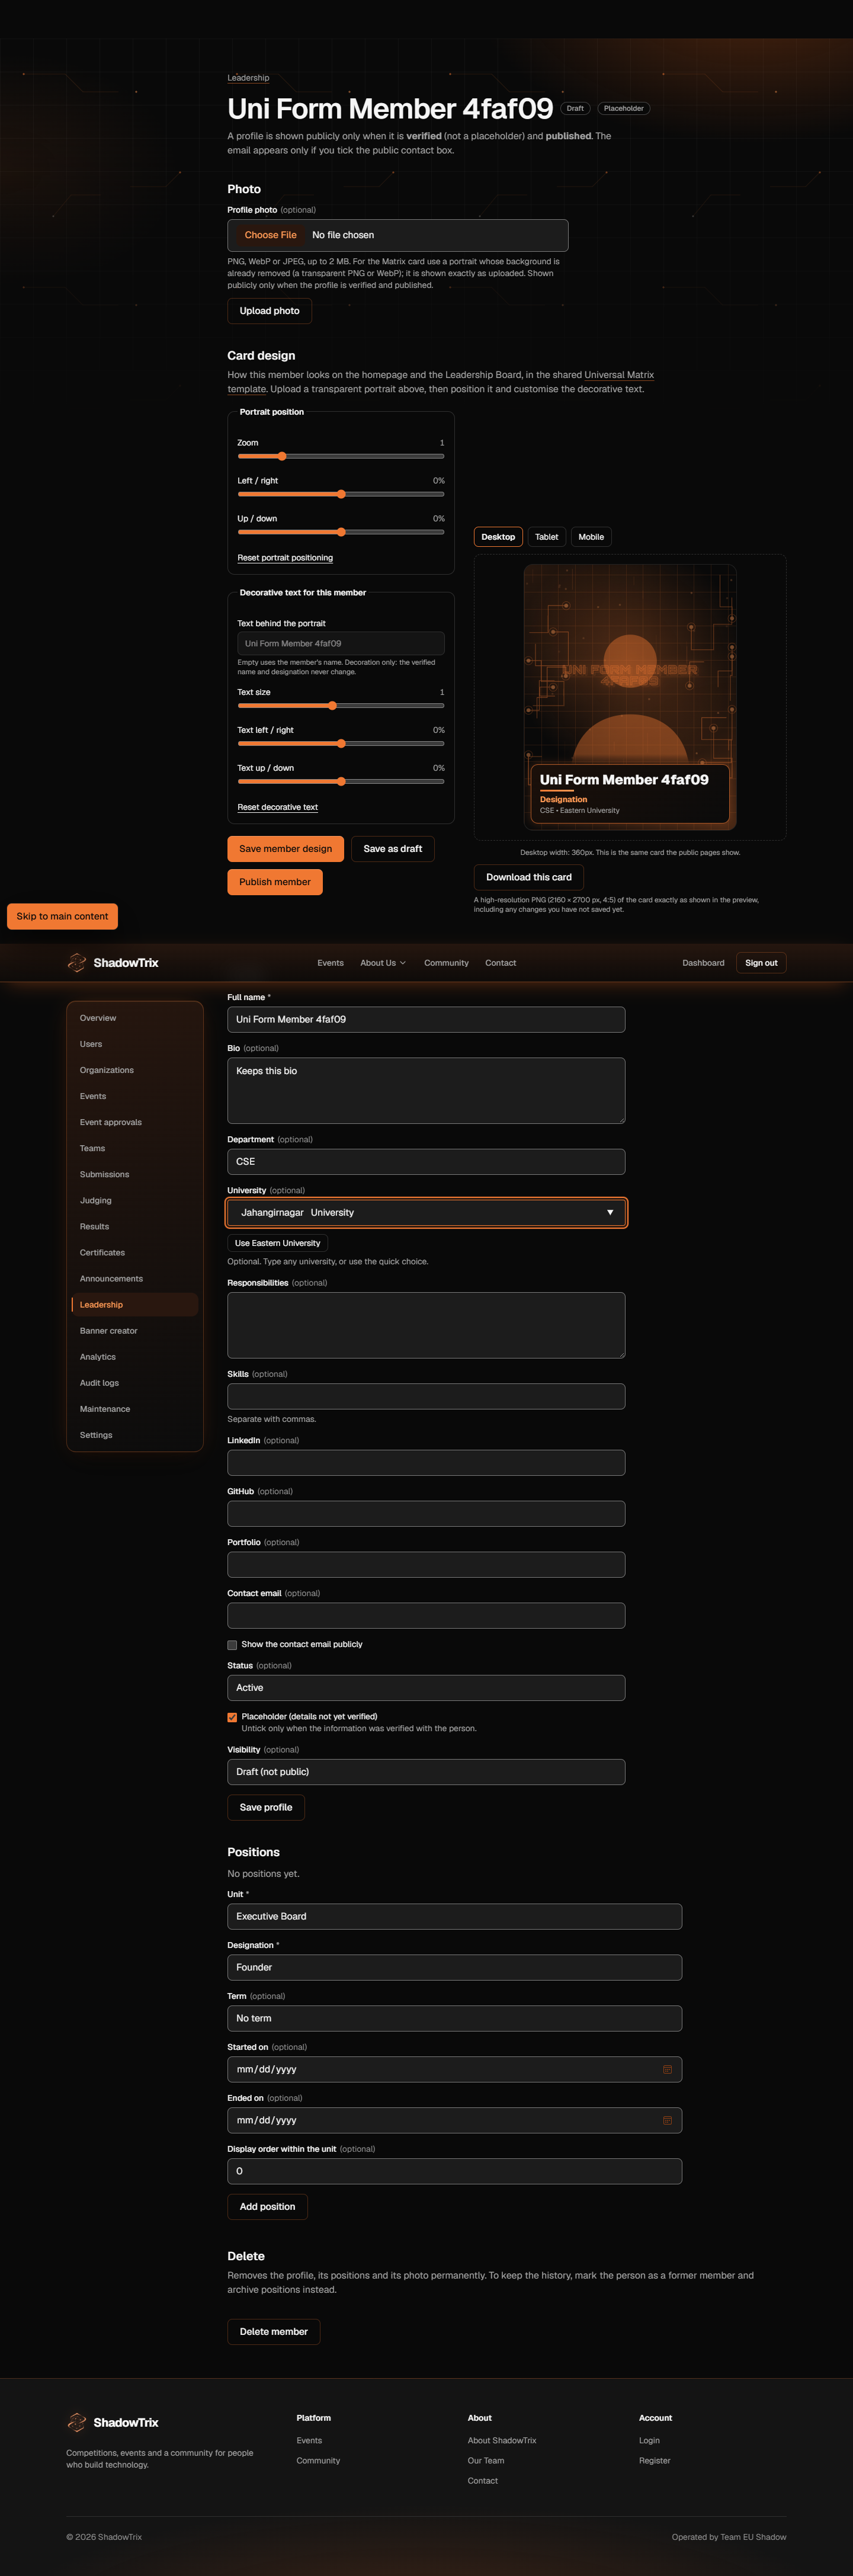 Leadership
Uni Form Member 4faf09
Draft
Placeholder
A profile is shown publicly only when it is verified (not a placeholder) and published. The
email appears only if you tick the public contact box.
Photo
Profile photo (optional)
Choose File No file chosen
PNG, WebP or JPEG, up to 2 MB. For the Matrix card use a portrait whose background is
already removed (a transparent PNG or WebP); it is shown exactly as uploaded. Shown
publicly only when the profile is verified and published.
Upload photo
Card design
How this member looks on the homepage and the Leadership Board, in the shared Universal Matrix
template. Upload a transparent portrait above, then position it and customise the decorative text.
Portrait position
Zoom 1
Left / right 0%
Up / down 0%
Reset portrait positioning
Decorative text for this member
Text behind the portrait
Uni Form Member 4faf09
Empty uses the member's name. Decoration only: the verified
name and designation never change.
Text size 1
Text left / right 0%
Text up / down 0%
Reset decorative text
Save member design
Save as draft
Publish member
Desktop
Tablet
Mobile
UNI FORM MEMBER
4FAF09
Uni Form Member 4faf09
Designation
CSE • Eastern University
Desktop width: 360px. This is the same card the public pages show.
Download this card
A high-resolution PNG (2160 × 2700 px, 4:5) of the card exactly as shown in the preview,
including any changes you have not saved yet.
Skip to main content
ShadowTrix
Events
About Us
Community
Contact
Dashboard
Sign out
Overview
Users
Organizations
Events
Event approvals
Teams
Submissions
Judging
Results
Certificates
Announcements
Leadership
Banner creator
Analytics
Audit logs
Maintenance
Settings
Full name *
Uni Form Member 4faf09
Bio (optional)
Keeps this bio
Department (optional)
CSE
University (optional)
Jahangirnagar University
Use Eastern University
Optional. Type any university, or use the quick choice.
Responsibilities (optional)
Skills (optional)
Separate with commas.
LinkedIn (optional)
GitHub (optional)
Portfolio (optional)
Contact email (optional)
Show the contact email publicly
Status (optional)
Active
Placeholder (details not yet verified)
Untick only when the information was verified with the person.
Visibility (optional)
Draft (not public)
Save profile
Positions
No positions yet.
Unit *
Executive Board
Designation *
Founder
Term (optional)
No term
Started on (optional)
mm/dd/yyyy
Ended on (optional)
mm/dd/yyyy
Display order within the unit (optional)
0
Add position
Delete
Removes the profile, its positions and its photo permanently. To keep the history, mark the person as a former member and
archive positions instead.
Delete member
ShadowTrix
Competitions, events and a community for people
who build technology.
Platform
Events
Community
About
About ShadowTrix
Our Team
Contact
Account
Login
Register
© 2026 ShadowTrix
Operated by Team EU Shadow